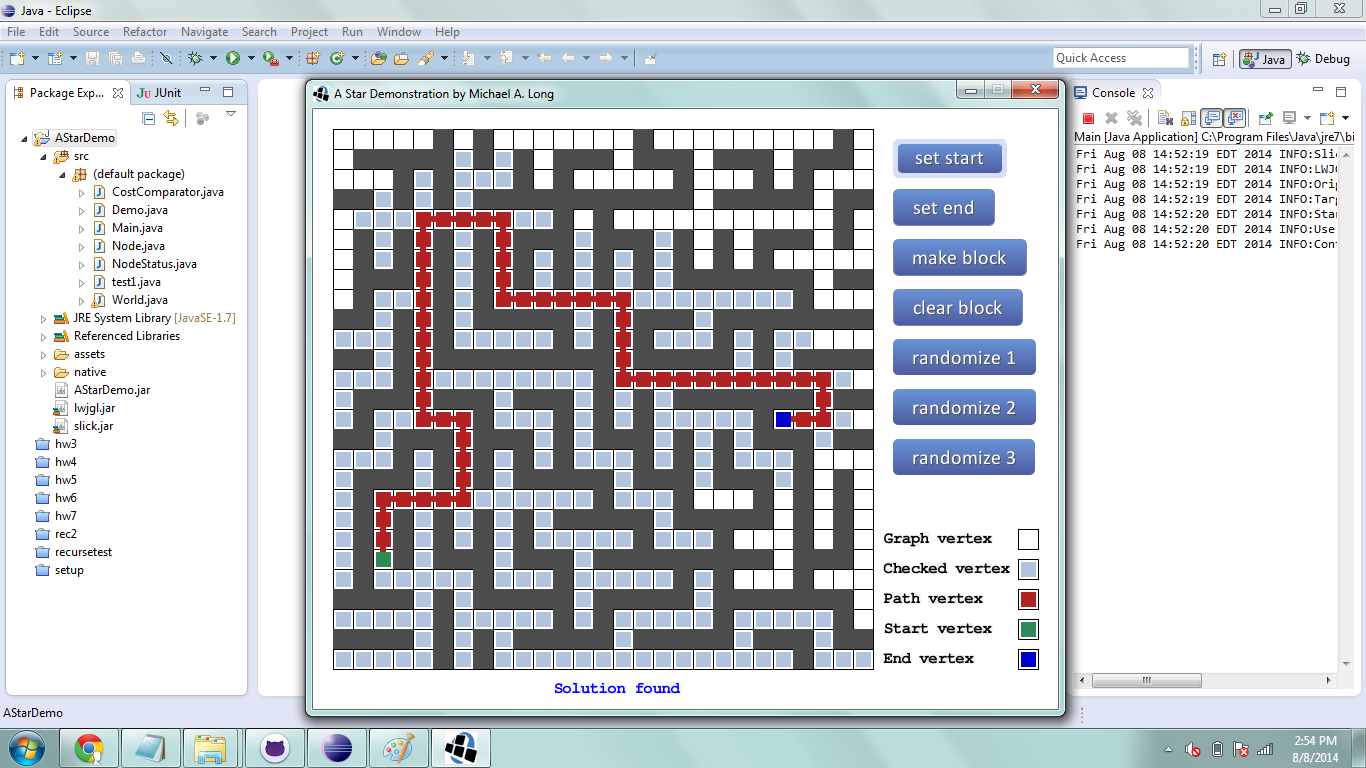 Java - Eclipse
File Edit Source Refactor Navigate Search Project Run Window Help
Quick Access
Java
Debug
Package Exp...
JUnit
AStarDemo
src
(default package)
CostComparator.java
Demo.java
Main.java
Node.java
NodeStatus.java
test1.java
World.java
JRE System Library [JavaSE-1.7]
Referenced Libraries
assets
native
AStarDemo.jar
lwjgl.jar
slick.jar
hw3
hw4
hw5
hw6
hw7
rec2
recursetest
setup
A Star Demonstration by Michael A. Long
set start
set end
make block
clear block
randomize 1
randomize 2
randomize 3
Graph vertex
Checked vertex
Path vertex
Start vertex
End vertex
Solution found
Console
Main [Java Application] C:\Program Files\Java\jre7\bi
Fri Aug 08 14:52:19 EDT 2014 INFO:Slic
Fri Aug 08 14:52:19 EDT 2014 INFO:LWJG
Fri Aug 08 14:52:19 EDT 2014 INFO:Orig
Fri Aug 08 14:52:19 EDT 2014 INFO:Targ
Fri Aug 08 14:52:20 EDT 2014 INFO:Star
Fri Aug 08 14:52:20 EDT 2014 INFO:Use
Fri Aug 08 14:52:20 EDT 2014 INFO:Cont
AStarDemo
2:54 PM
8/8/2014